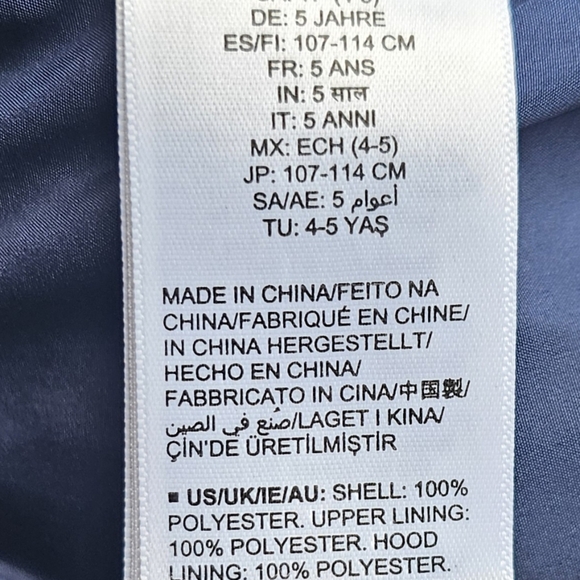 DE: 5 JAHRE
ES/FI: 107-114 CM
FR: 5 ANS
IN: 5 साल
IT: 5 ANNI
MX: ECH (4-5)
JP: 107-114 CM
SA/AE: 5 أعوام
TU: 4-5 YAŞ
MADE IN CHINA/FEITO NA
CHINA/FABRIQUÉ EN CHINE/
IN CHINA HERGESTELLT/
HECHO EN CHINA/
FABBRICATO IN CINA/中国製/
صُنع في الصين/LAGET I KINA/
ÇİN'DE ÜRETİLMİŞTİR
▪ US/UK/IE/AU: SHELL: 100%
POLYESTER. UPPER LINING:
100% POLYESTER. HOOD
LINING: 100% POLYESTER.